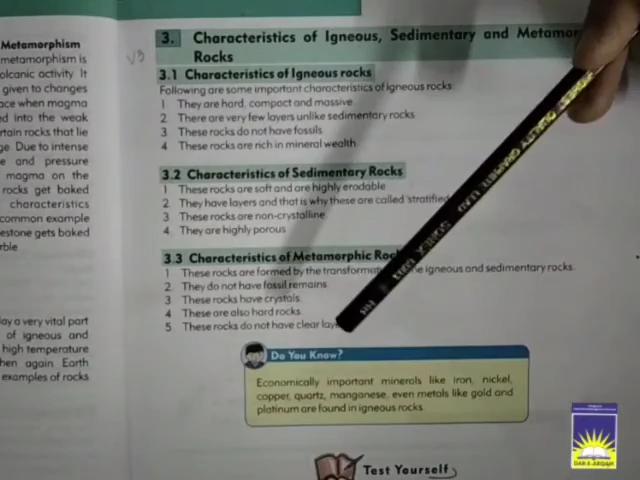 Metamorphism
metamorphism is
volcanic activity. It
given to changes
ace when magma
ed into the weak
rtain rocks that lie
ge. Due to intense
e and pressure
magma on the
rocks get baked
characteristics
common example
estone gets baked
rble
lay a very vital part
of igneous and
high temperature
hen again Earth
examples of rocks
3. Characteristics of Igneous, Sedimentary and Metamor
Rocks
3.1 Characteristics of Igneous rocks
Following are some important characteristics of igneous rocks:
1 They are hard, compact and massive
2 There are very few layers unlike sedimentary rocks
3 These rocks do not have fossils
4 These rocks are rich in mineral wealth
3.2 Characteristics of Sedimentary Rocks
1 These rocks are soft and are highly erodable
2. They have layers and that is why these are called 'stratified
3 These rocks are non-crystalline
4. They are highly porous
3.3 Characteristics of Metamorphic Roc
1 These rocks are formed by the transformat igneous and sedimentary rocks.
2 They do not have fossil remains
3 These rocks have crystals
4 These are also hard rocks
5 These rocks do not have clear lay
Do You Know?
Economically important minerals like iron, nickel,
copper, quartz, manganese, even metals like gold and
platinum are found in igneous rocks
Test Yourself
DAR E ARQAM